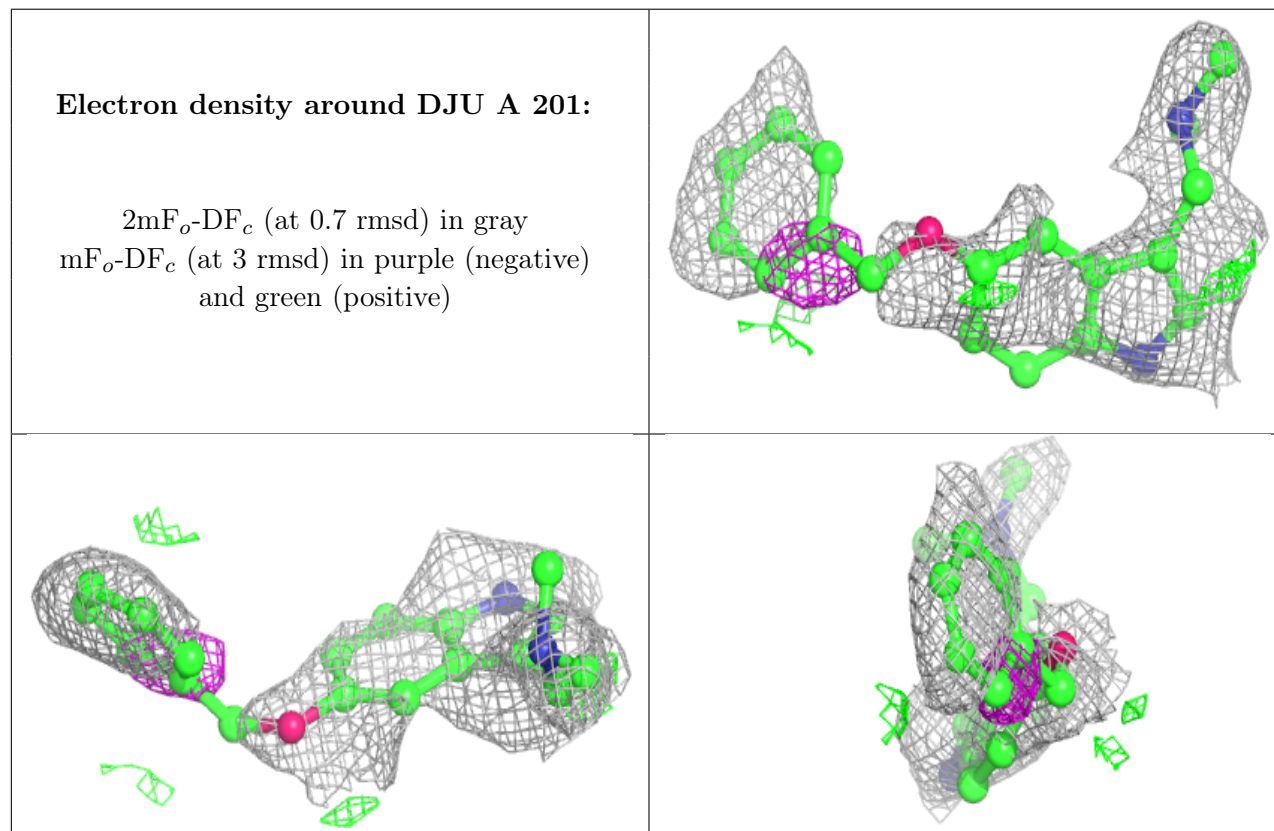 Electron density around DJU A 201:
2mFo-DFc (at 0.7 rmsd) in gray
mFo-DFc (at 3 rmsd) in purple (negative)
and green (positive)